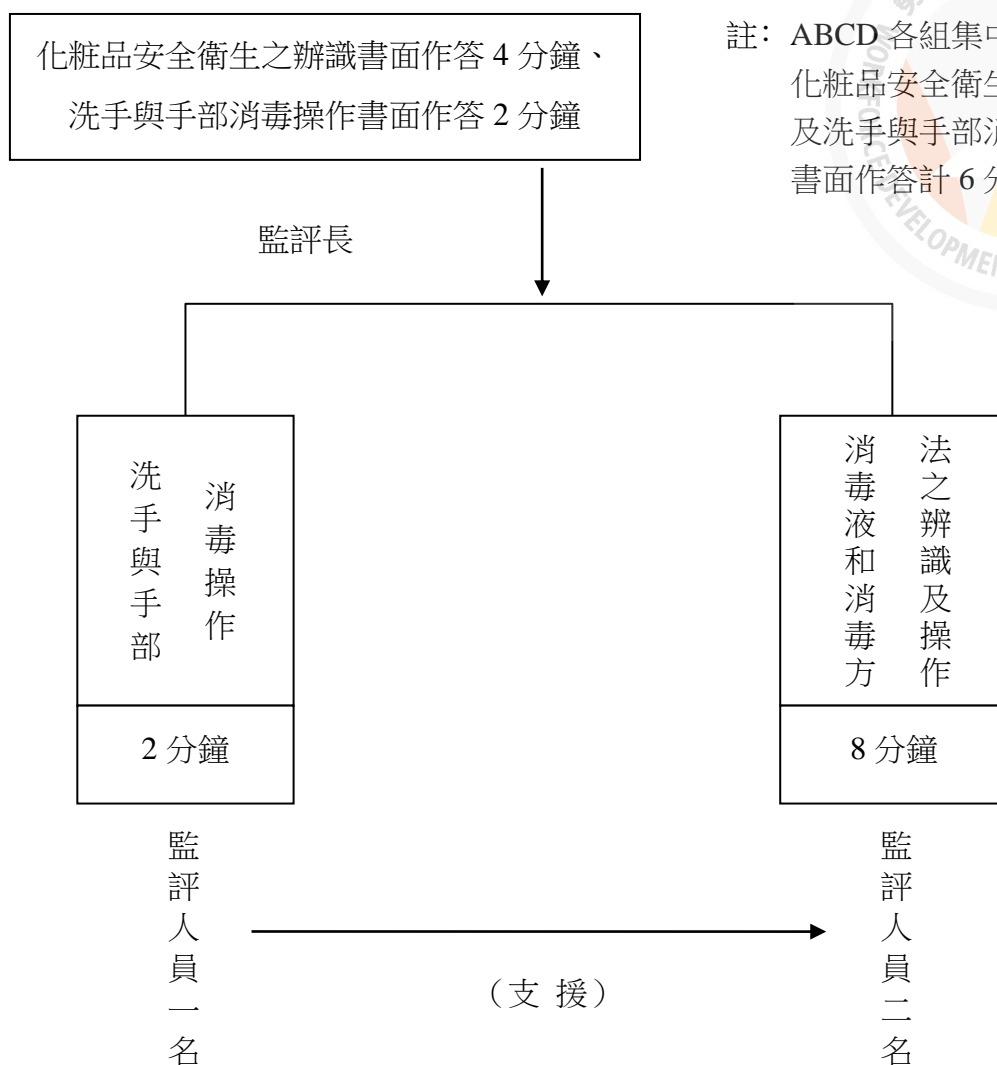 化粧品安全衛生之辦識書面作答 4 分鐘、
洗手與手部消毒操作書面作答 2 分鐘
註: ABCD 各組集
化粧品安全衛生
及洗手與手部
書面作答計 6
監評長
洗手與手部
消毒操作
2 分鐘
消毒液和消毒方
法之辨識及操作
8 分鐘
監評人員一名
（支 援）
監評人員二名